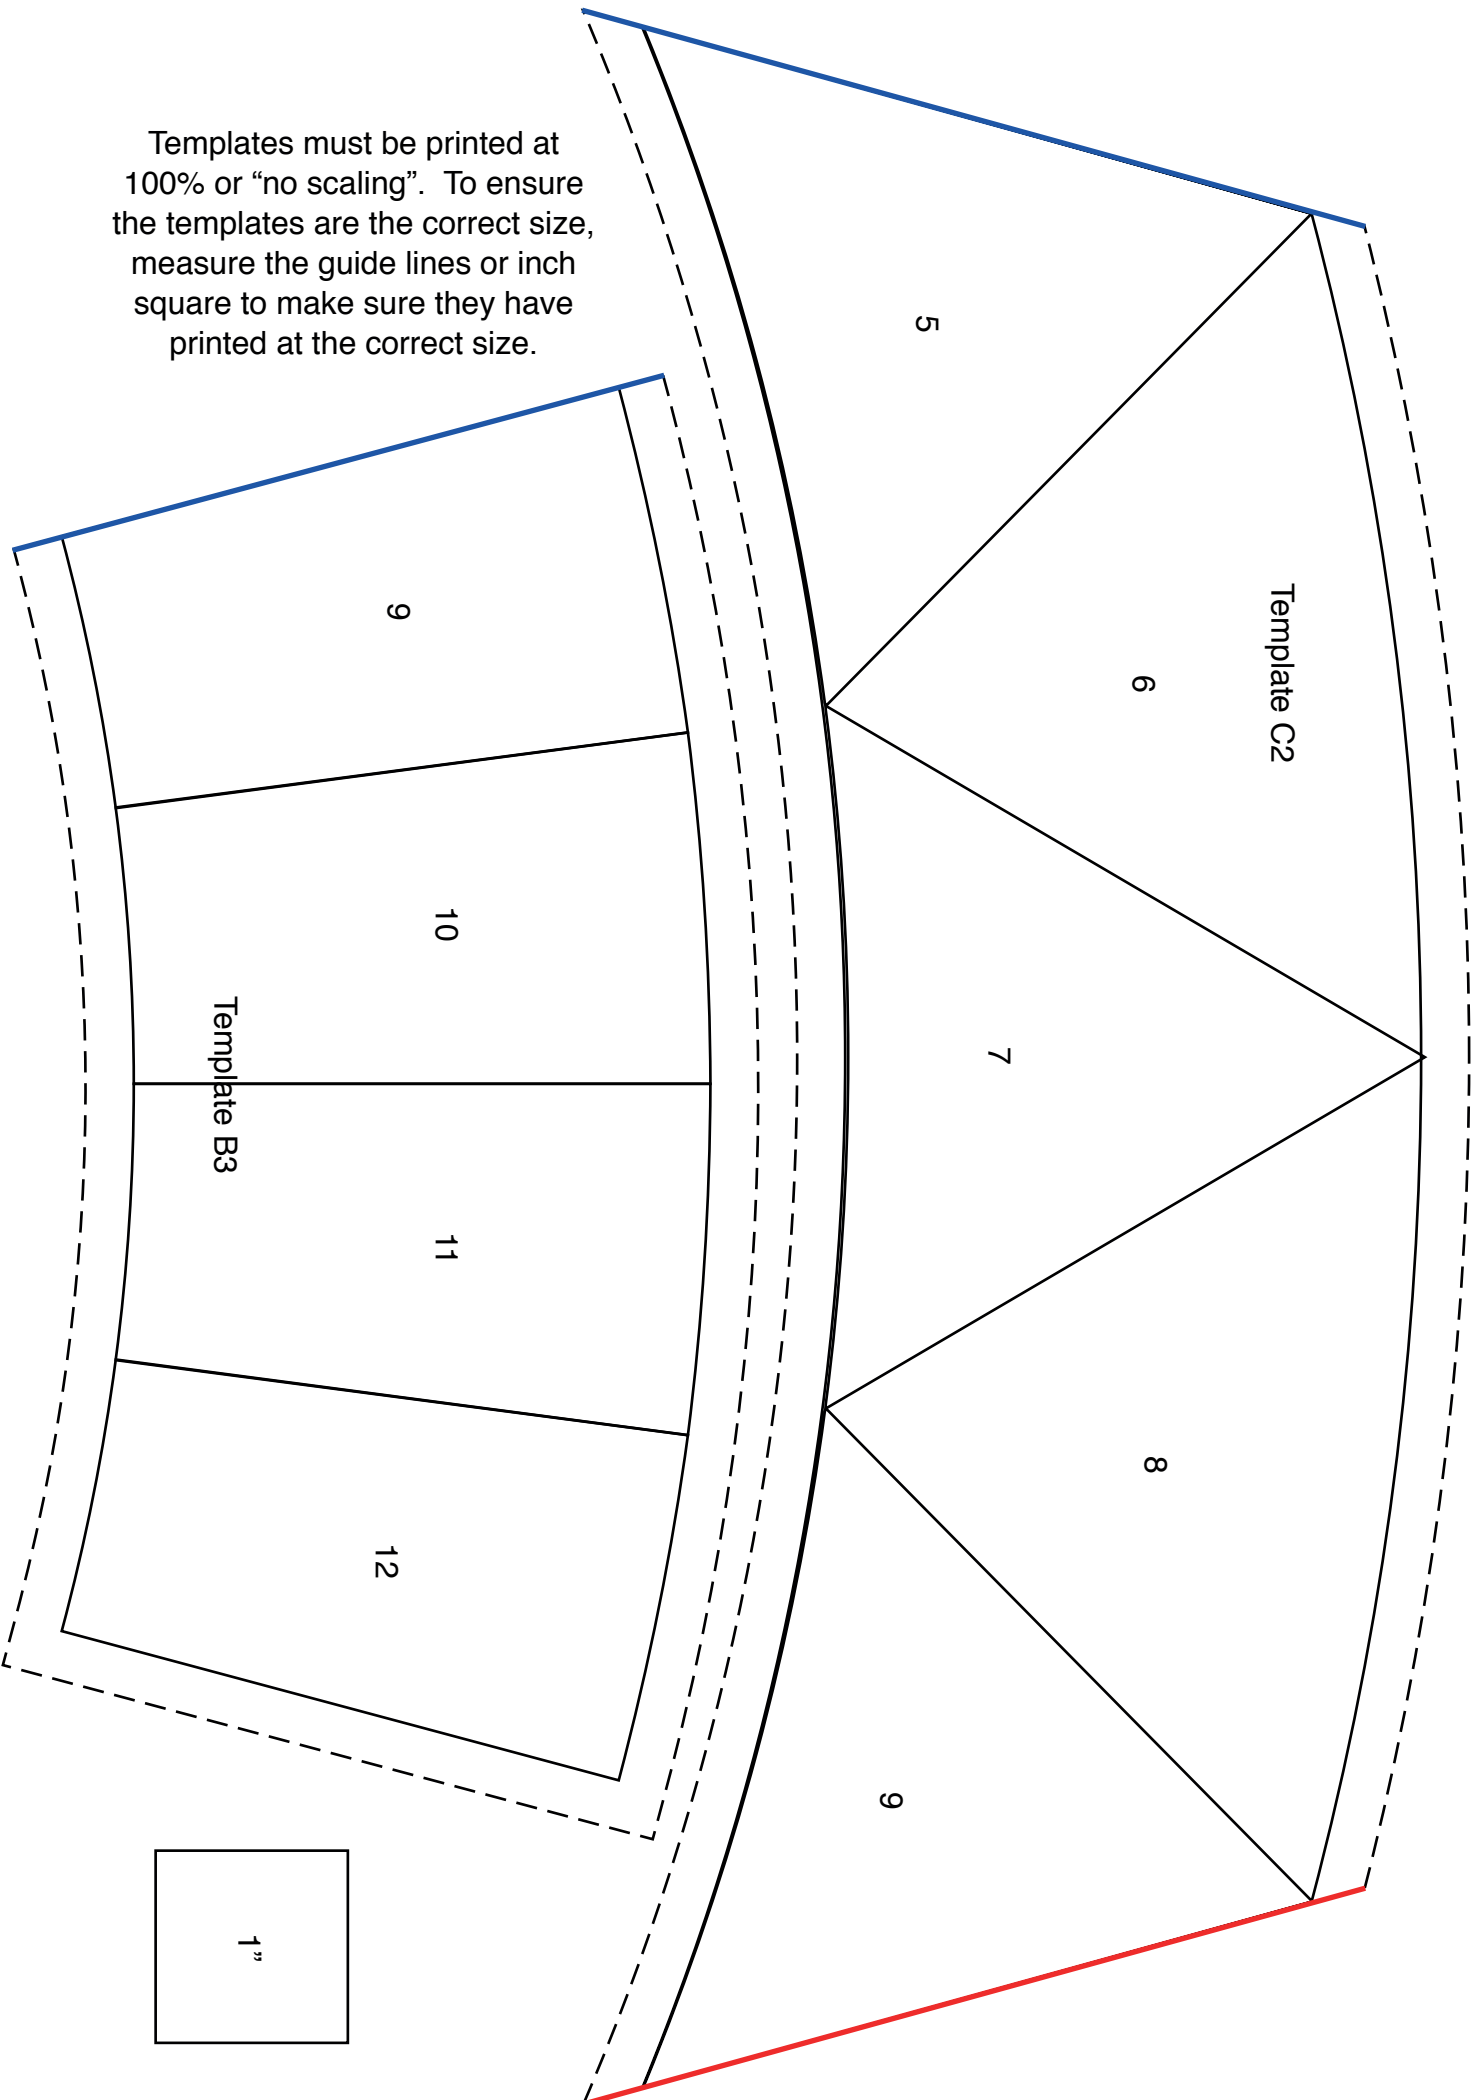 Templates must be printed at
100% or “no scaling”. To ensure
the templates are the correct size,
measure the guide lines or inch
square to make sure they have
printed at the correct size.
5
6
Template C2
7
8
9
9
10
Template B3
11
12
1”